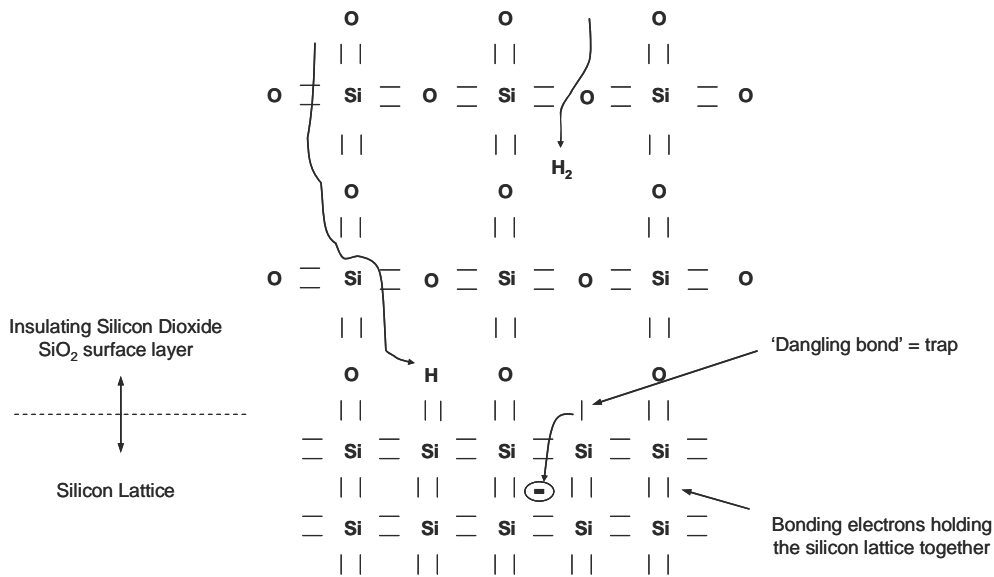 O O O
O Si O Si O Si O
H2
O O O
O Si O Si O Si O
Insulating Silicon Dioxide
SiO2 surface layer
'Dangling bond' = trap
O H O O
Si Si Si Si Si
Silicon Lattice
-
Si Si Si Si Si
Bonding electrons holding
the silicon lattice together